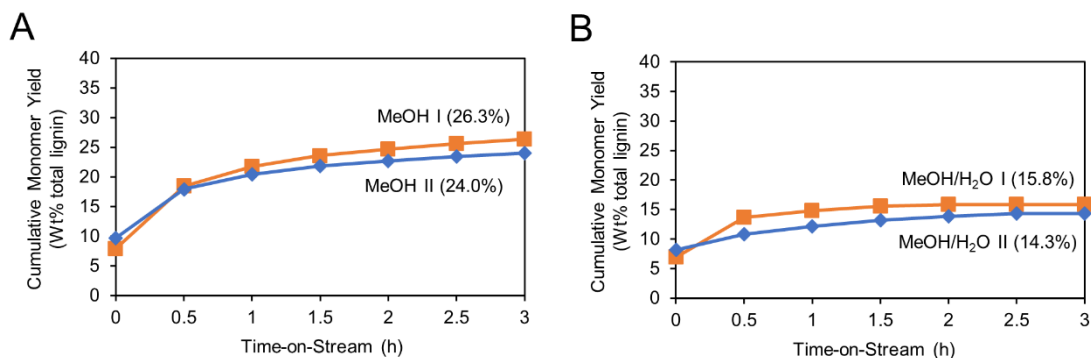 A
Cumulative Monomer Yield
(Wt% total lignin)
40
35
30
25
20
15
10
5
0
MeOH I (26.3%)
MeOH II (24.0%)
0 0.5 1 1.5 2 2.5 3
Time-on-Stream (h)
B
Cumulative Monomer Yield
(Wt% total lignin)
40
35
30
25
20
15
10
5
0
MeOH/H₂O I (15.8%)
MeOH/H₂O II (14.3%)
0 0.5 1 1.5 2 2.5 3
Time-on-Stream (h)